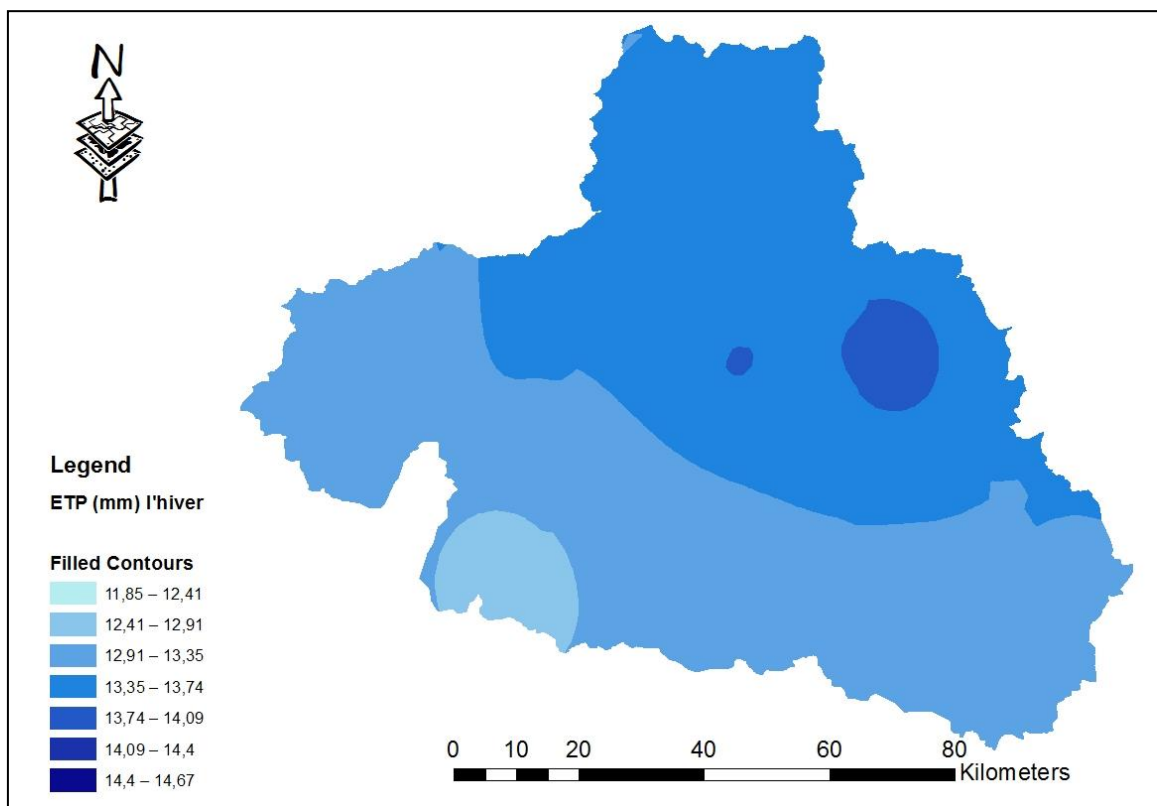 N
Legend
ETP (mm) l'hiver
Filled Contours
11,85 – 12,41
12,41 – 12,91
12,91 – 13,35
13,35 – 13,74
13,74 – 14,09
14,09 – 14,4
14,4 – 14,67
0 10 20 40 60 80
Kilometers